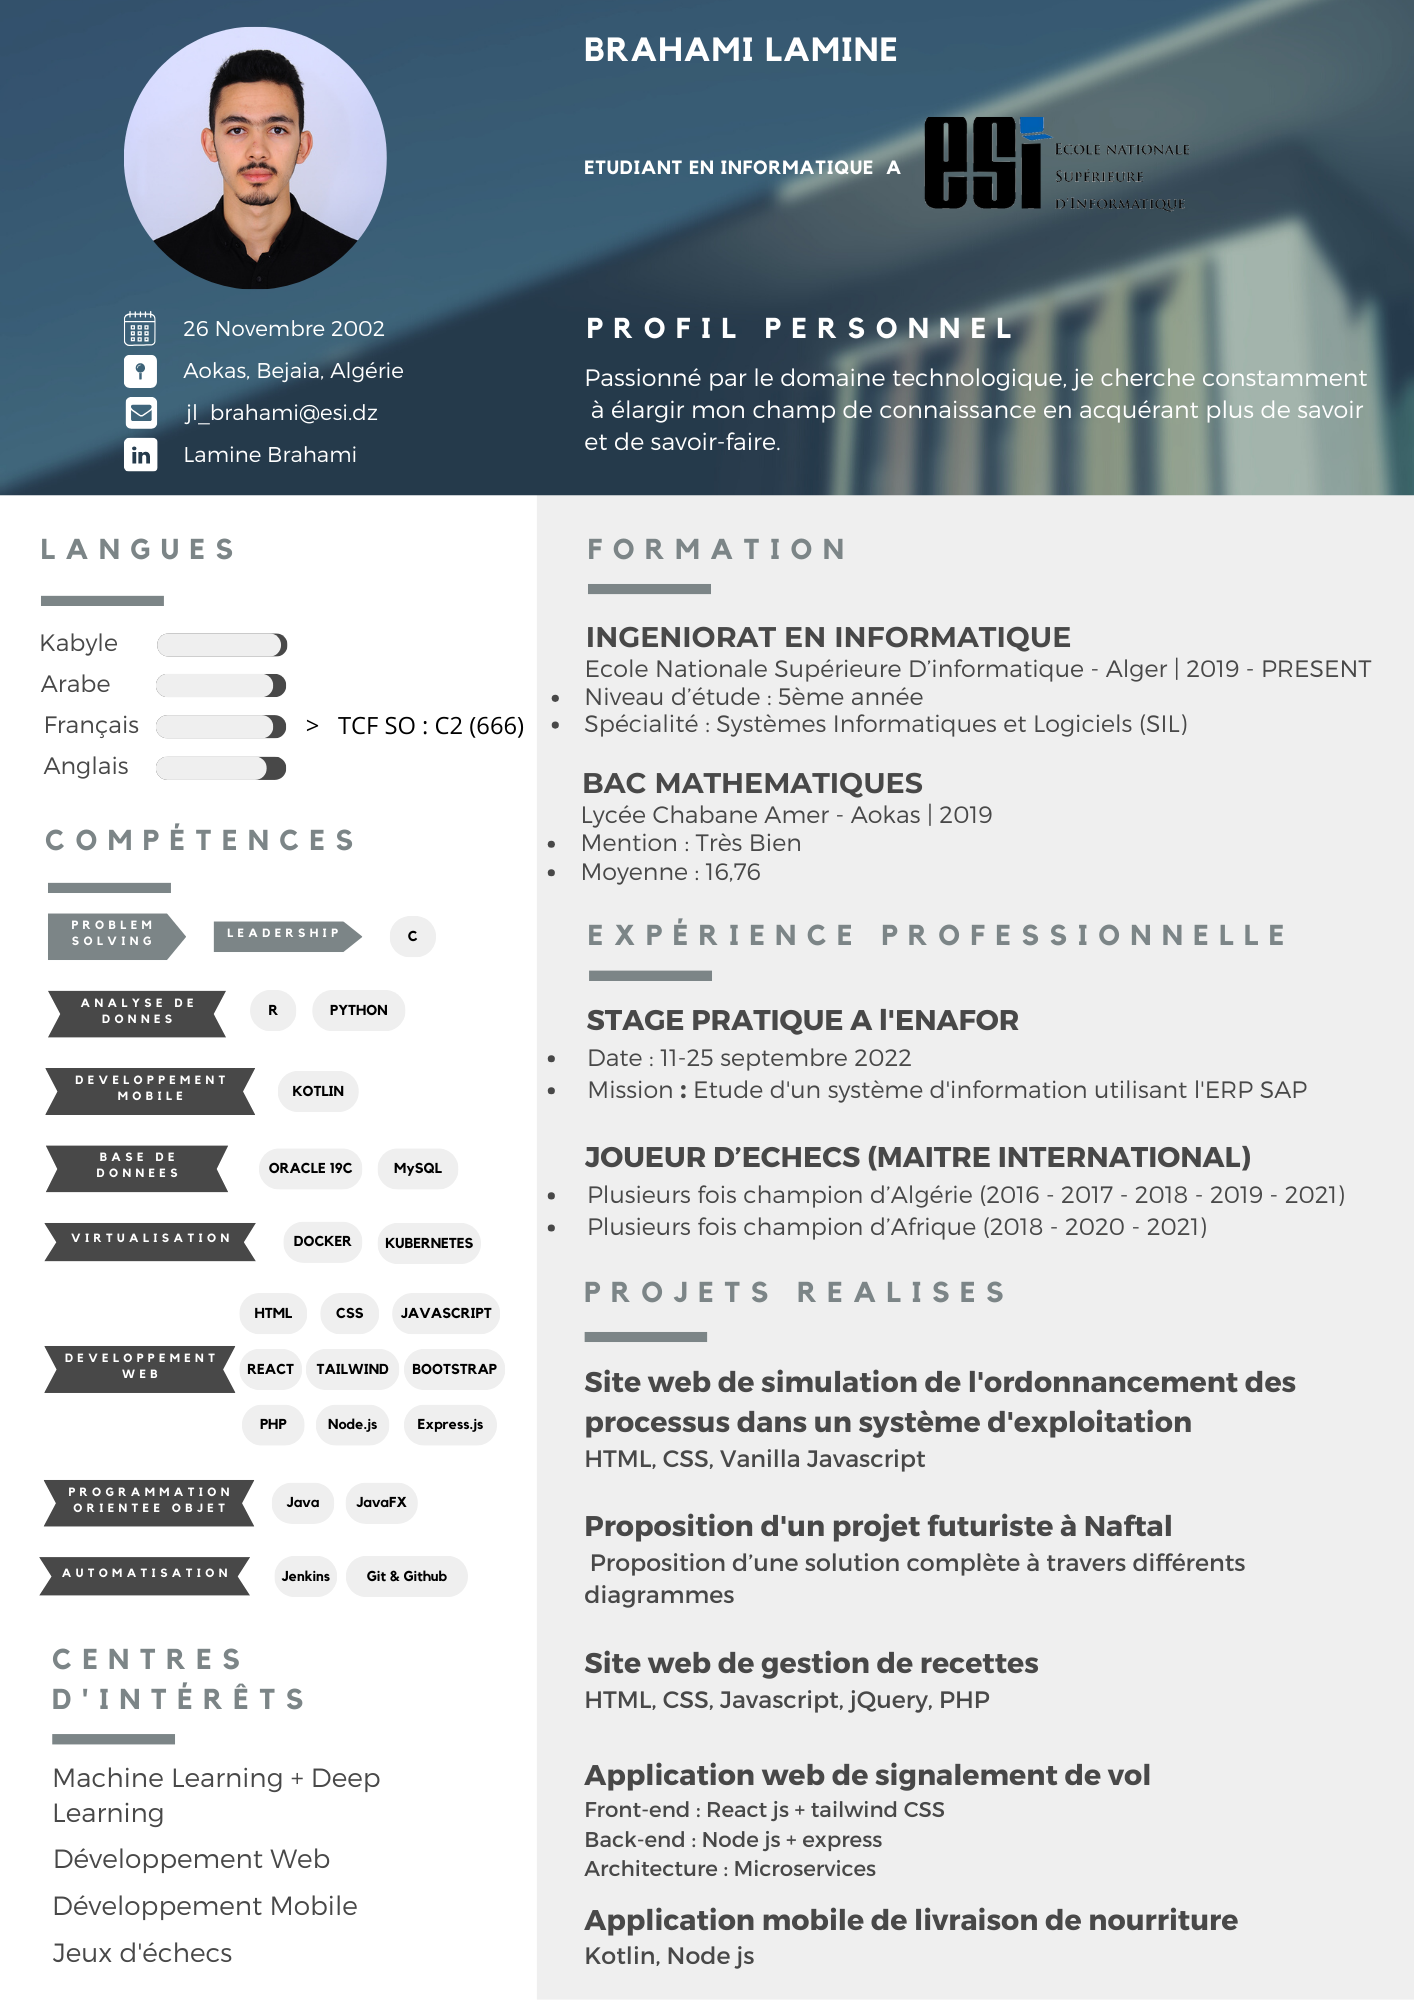 BRAHAMI LAMINE
ETUDIANT EN INFORMATIQUE A
esi
ECOLE NATIONALE
SUPERIEURE
D'INFORMATIQUE
26 Novembre 2002
Aokas, Bejaia, Algérie
jl_brahami@esi.dz
in Lamine Brahami
PROFIL PERSONNEL
Passionné par le domaine technologique, je cherche constamment
à élargir mon champ de connaissance en acquérant plus de savoir
et de savoir-faire.
LANGUES
Kabyle
Arabe
Français > TCF SO : C2 (666)
Anglais
COMPÉTENCES
PROBLEM
SOLVING
LEADERSHIP
C
ANALYSE DE
DONNES
R
PYTHON
DEVELOPPEMENT
MOBILE
KOTLIN
BASE DE
DONNEES
ORACLE 19C
MySQL
VIRTUALISATION
DOCKER
KUBERNETES
HTML
CSS
JAVASCRIPT
DEVELOPPEMENT
WEB
REACT
TAILWIND
BOOTSTRAP
PHP
Node.js
Express.js
PROGRAMMATION
ORIENTEE OBJET
Java
JavaFX
AUTOMATISATION
Jenkins
Git & Github
CENTRES
D'INTÉRÊTS
Machine Learning + Deep
Learning
Développement Web
Développement Mobile
Jeux d'échecs
FORMATION
INGENIORAT EN INFORMATIQUE
Ecole Nationale Supérieure D’informatique - Alger | 2019 - PRESENT
• Niveau d’étude : 5ème année
• Spécialité : Systèmes Informatiques et Logiciels (SIL)
BAC MATHEMATIQUES
Lycée Chabane Amer - Aokas | 2019
• Mention : Très Bien
• Moyenne : 16,76
EXPÉRIENCE PROFESSIONNELLE
STAGE PRATIQUE A l'ENAFOR
• Date : 11-25 septembre 2022
• Mission : Etude d'un système d'information utilisant l'ERP SAP
JOUEUR D’ECHECS (MAITRE INTERNATIONAL)
• Plusieurs fois champion d’Algérie (2016 - 2017 - 2018 - 2019 - 2021)
• Plusieurs fois champion d’Afrique (2018 - 2020 - 2021)
PROJETS REALISES
Site web de simulation de l'ordonnancement des
processus dans un système d'exploitation
HTML, CSS, Vanilla Javascript
Proposition d'un projet futuriste à Naftal
Proposition d’une solution complète à travers différents
diagrammes
Site web de gestion de recettes
HTML, CSS, Javascript, jQuery, PHP
Application web de signalement de vol
Front-end : React js + tailwind CSS
Back-end : Node js + express
Architecture : Microservices
Application mobile de livraison de nourriture
Kotlin, Node js